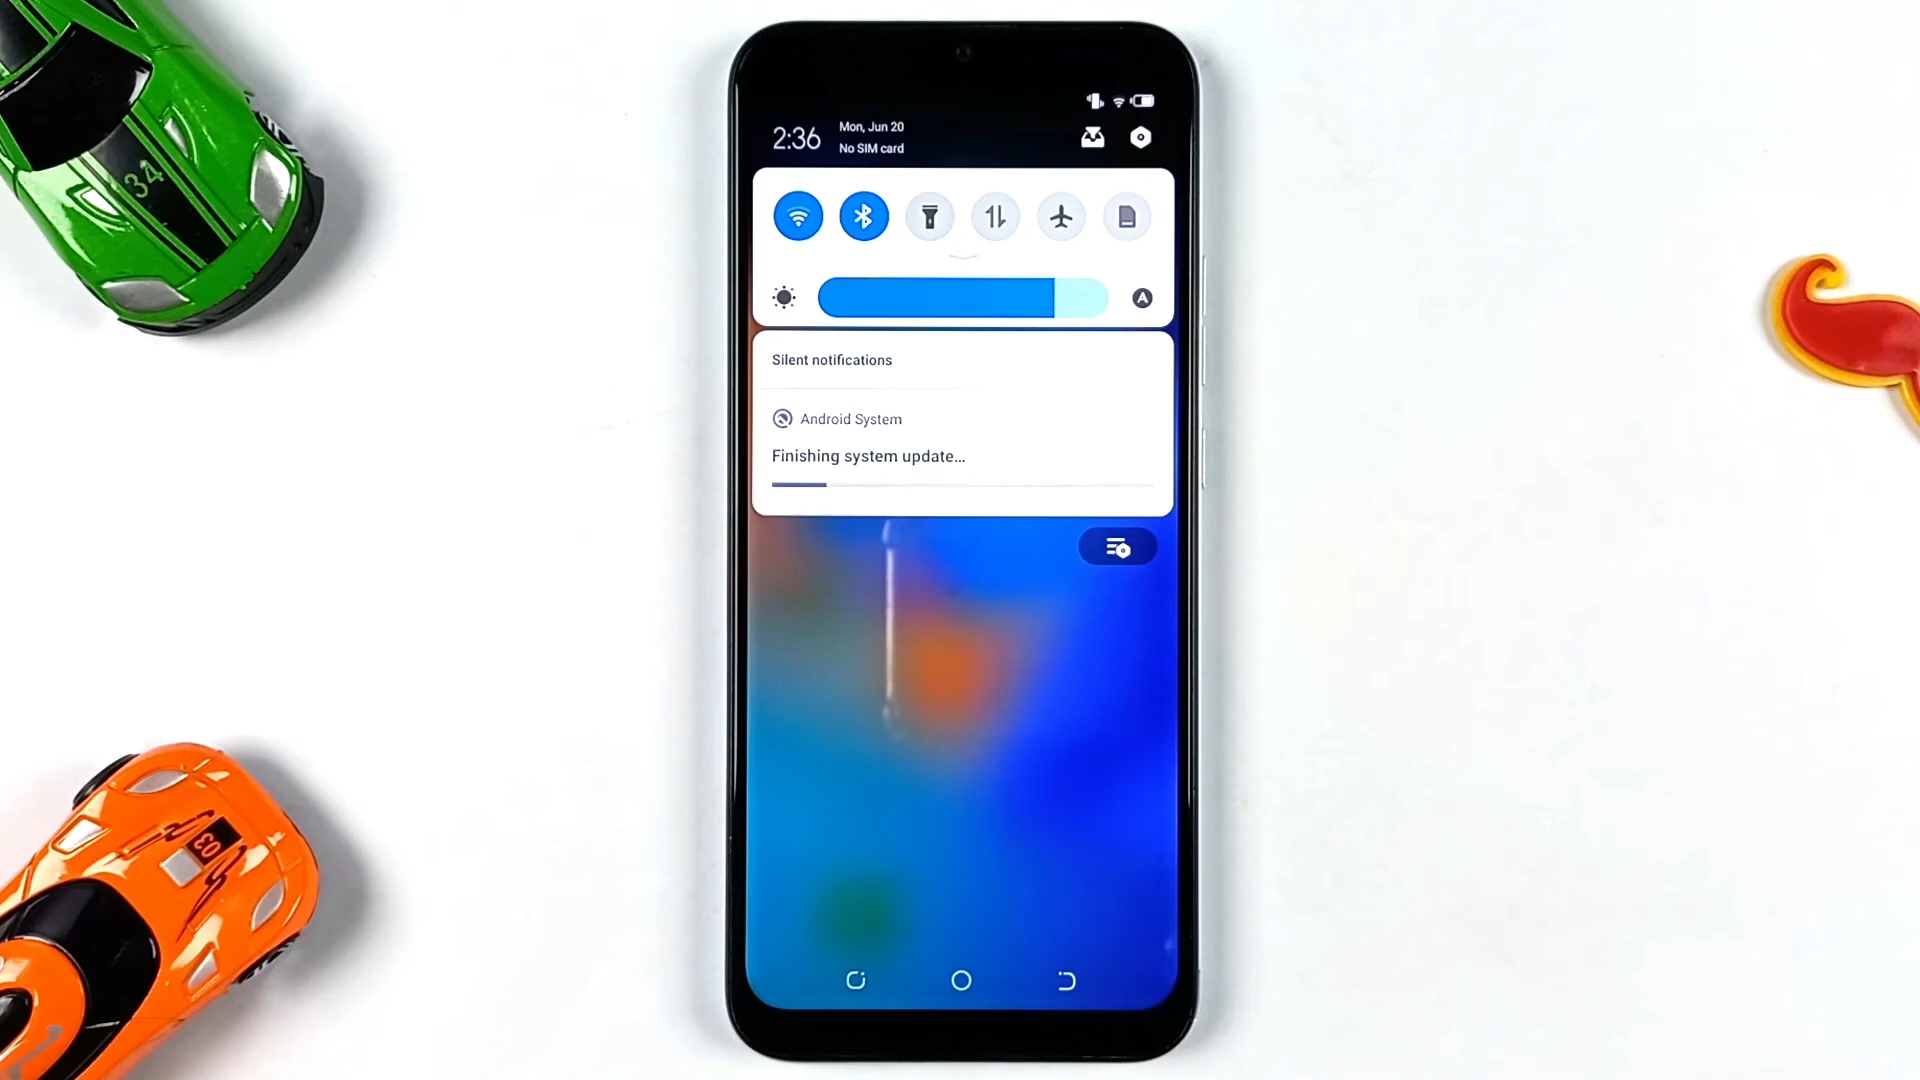 34
2:36
Mon, Jun 20
No SIM card
A
Silent notifications
Android System
Finishing system update...
03